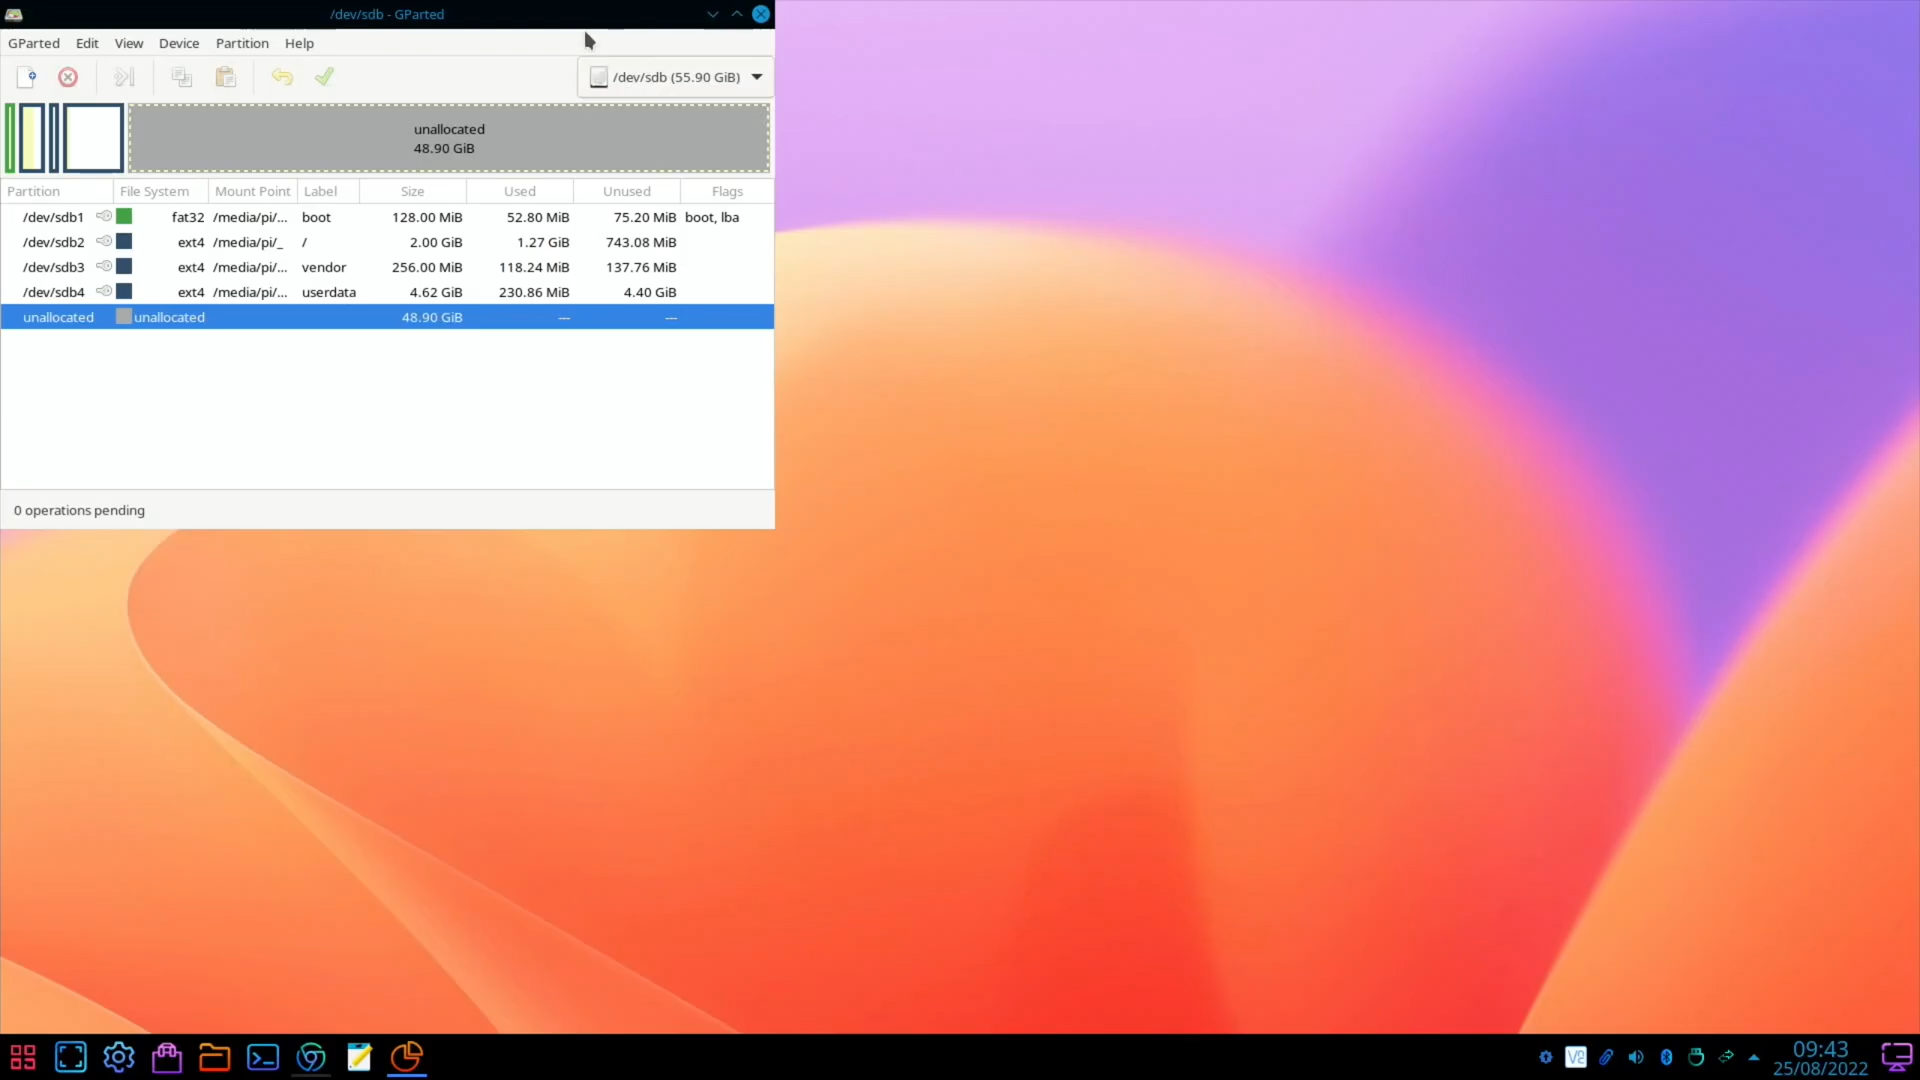 /dev/sdb - GParted
GParted Edit View Device Partition Help
/dev/sdb (55.90 GiB)
unallocated
48.90 GiB
Partition File System Mount Point Label Size Used Unused Flags
/dev/sdb1 fat32 /media/pi/... boot 128.00 MiB 52.80 MiB 75.20 MiB boot, lba
/dev/sdb2 ext4 /media/pi/_ / 2.00 GiB 1.27 GiB 743.08 MiB
/dev/sdb3 ext4 /media/pi/... vendor 256.00 MiB 118.24 MiB 137.76 MiB
/dev/sdb4 ext4 /media/pi/... userdata 4.62 GiB 230.86 MiB 4.40 GiB
unallocated unallocated 48.90 GiB --- ---
0 operations pending
09:43
25/08/2022